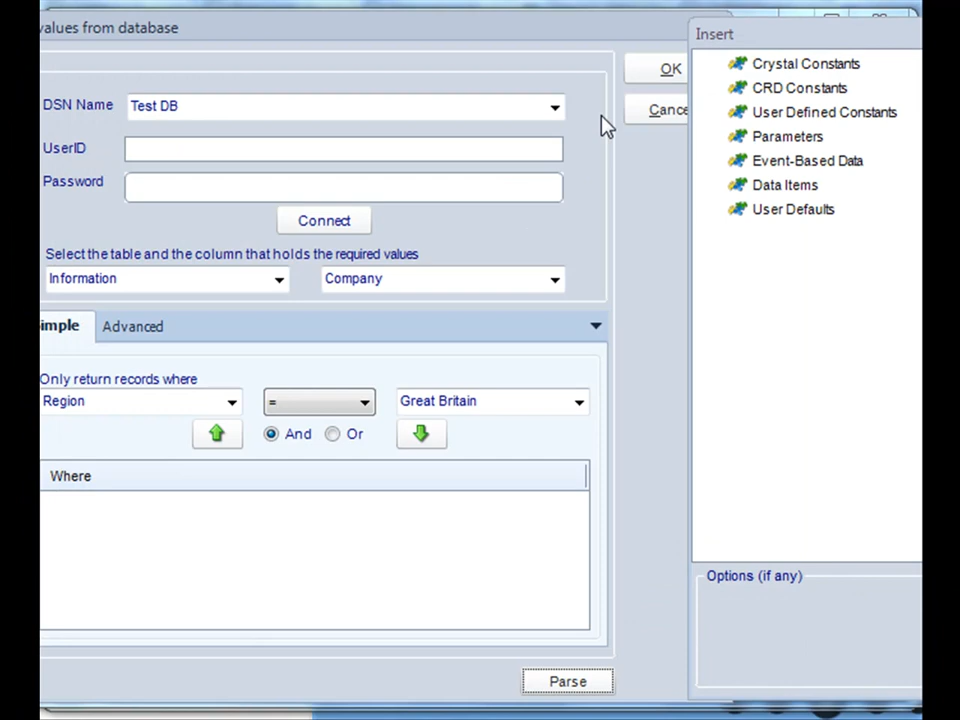 values from database
Insert
OK
Cance
DSN Name Test DB
UserID
Password
Connect
Select the table and the column that holds the required values
Information Company
imple Advanced
Only return records where
Region = Great Britain
And Or
Where
Parse
Crystal Constants
CRD Constants
User Defined Constants
Parameters
Event-Based Data
Data Items
User Defaults
Options (if any)